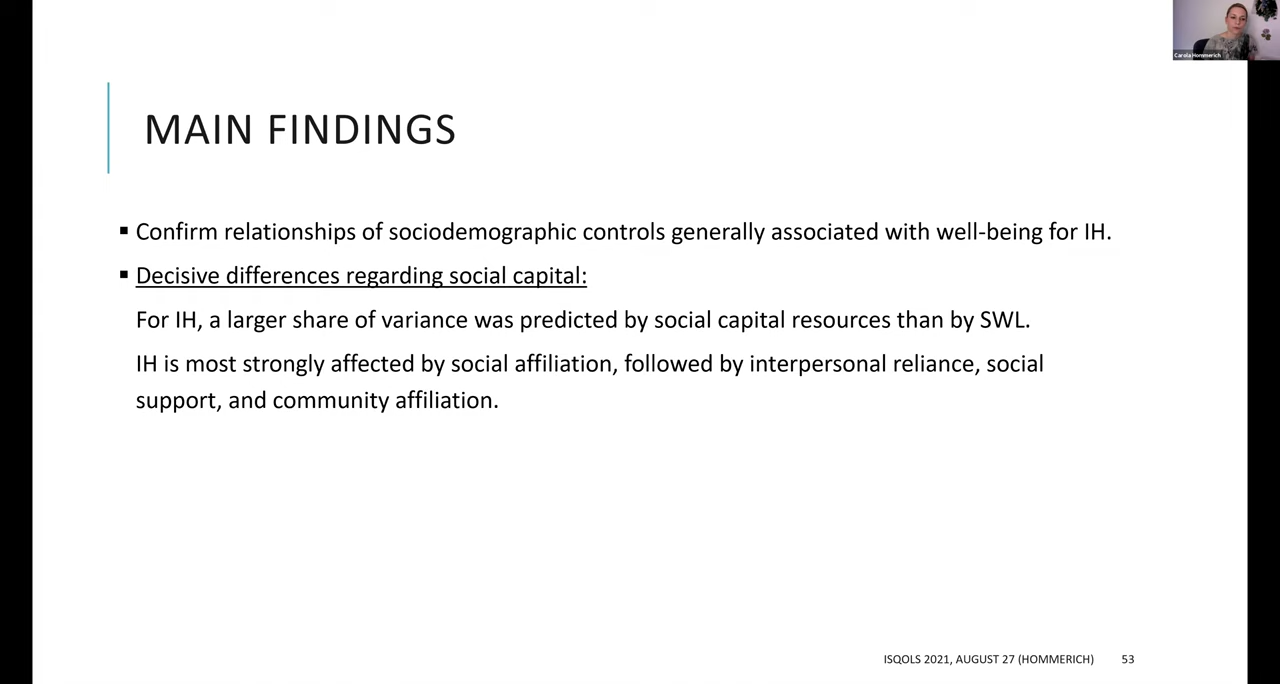 Carola Hommerich
MAIN FINDINGS
▪ Confirm relationships of sociodemographic controls generally associated with well-being for IH.
▪ Decisive differences regarding social capital:
For IH, a larger share of variance was predicted by social capital resources than by SWL.
IH is most strongly affected by social affiliation, followed by interpersonal reliance, social
support, and community affiliation.
ISQOLS 2021, AUGUST 27 (HOMMERICH) 53